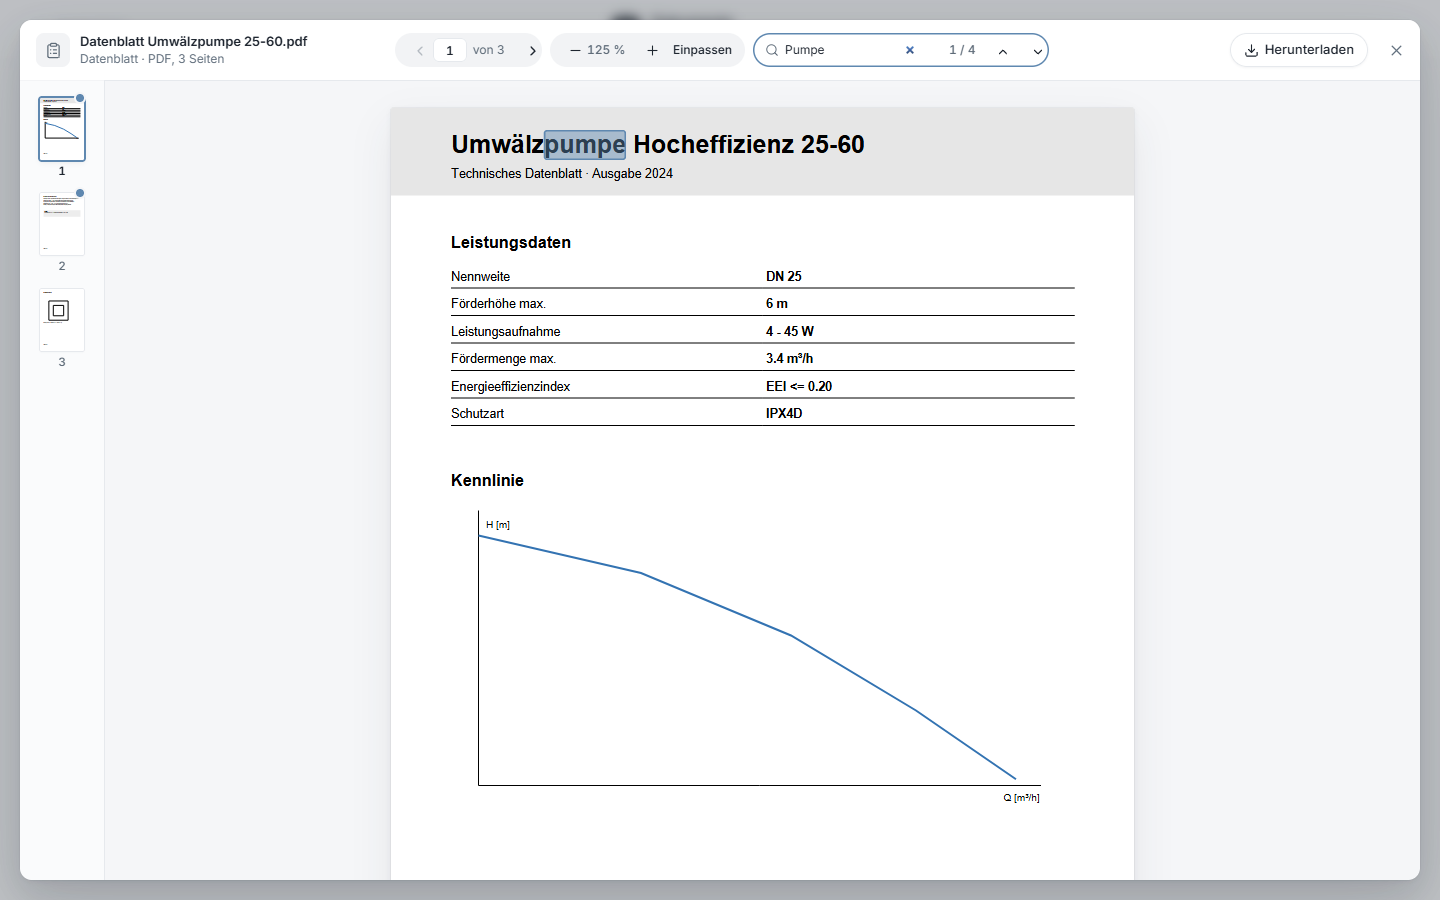 Datenblatt Umwälzpumpe 25-60.pdf
Datenblatt · PDF, 3 Seiten
1 von 3
125 % Einpassen
Pumpe 1 / 4
Herunterladen
1
2
3
Umwälzpumpe Hocheffizienz 25-60
Technisches Datenblatt · Ausgabe 2024
Leistungsdaten
Nennweite DN 25
Förderhöhe max. 6 m
Leistungsaufnahme 4 - 45 W
Fördermenge max. 3.4 m³/h
Energieeffizienzindex EEI <= 0.20
Schutzart IPX4D
Kennlinie
H [m]
Q [m³/h]